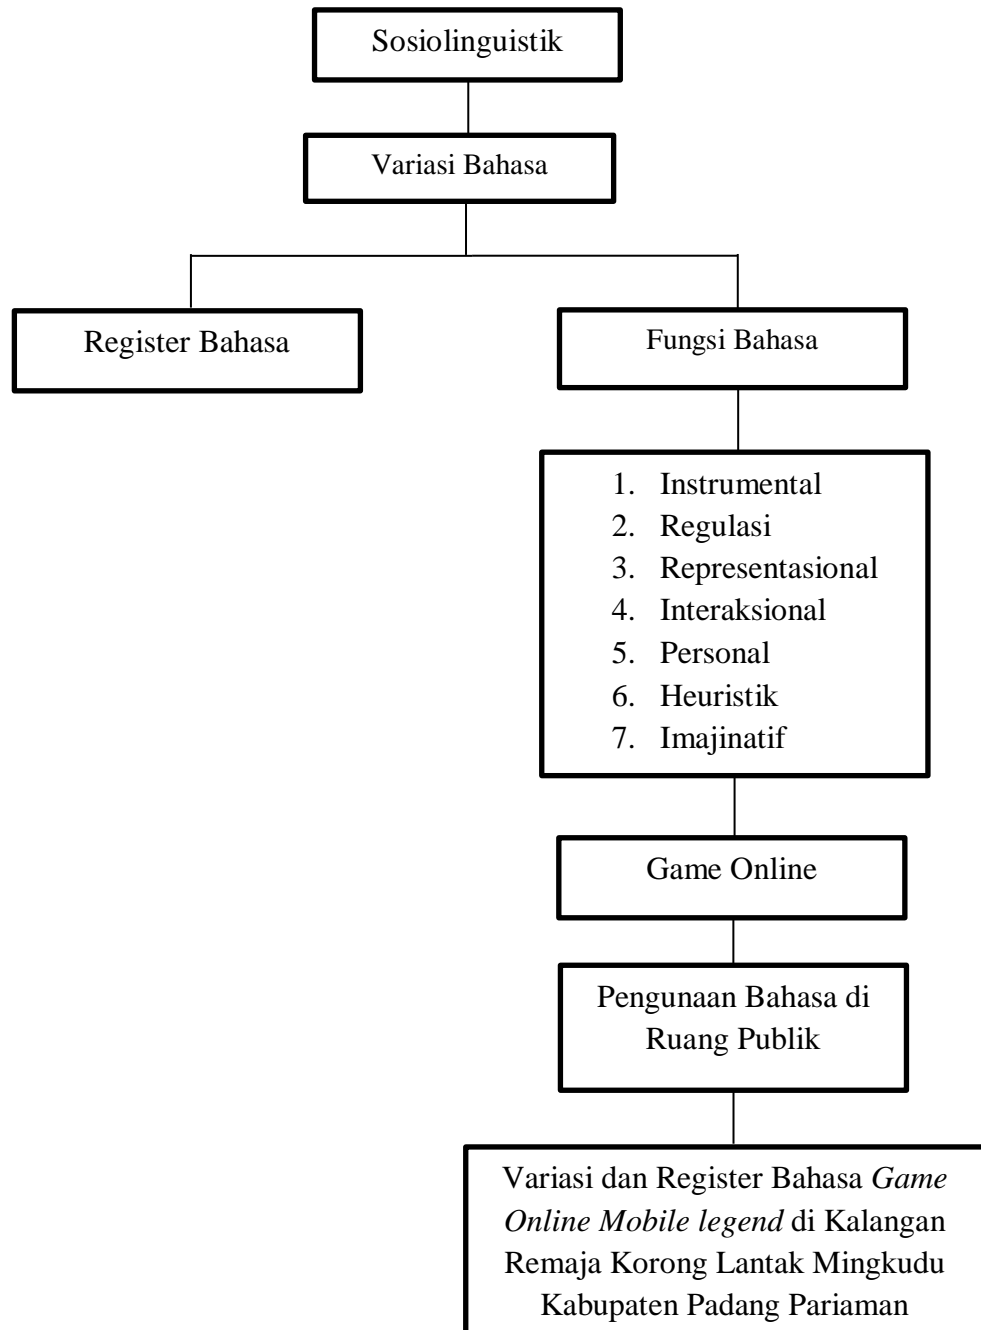 Sosiolinguistik
Variasi Bahasa
Register Bahasa
Fungsi Bahasa
1. Instrumental
2. Regulasi
3. Representasional
4. Interaksional
5. Personal
6. Heuristik
7. Imajinatif
Game Online
Pengunaan Bahasa di
Ruang Publik
Variasi dan Register Bahasa Game
Online Mobile legend di Kalangan
Remaja Korong Lantak Mingkudu
Kabupaten Padang Pariaman